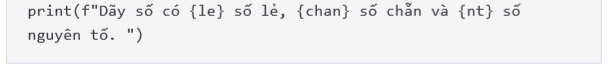 print(f"Dãy số có {le} số lẻ, {chan} số chẵn và {nt} số
nguyên tố. ")